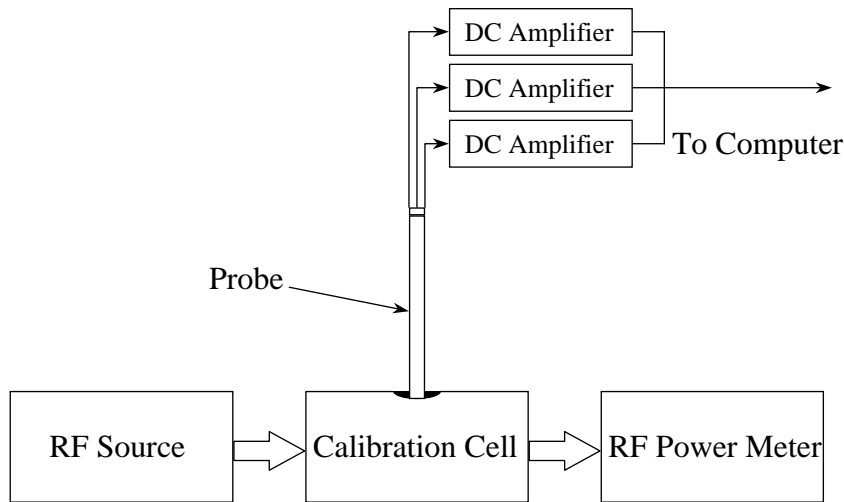 DC Amplifier
DC Amplifier
DC Amplifier
To Computer
Probe
RF Source
Calibration Cell
RF Power Meter